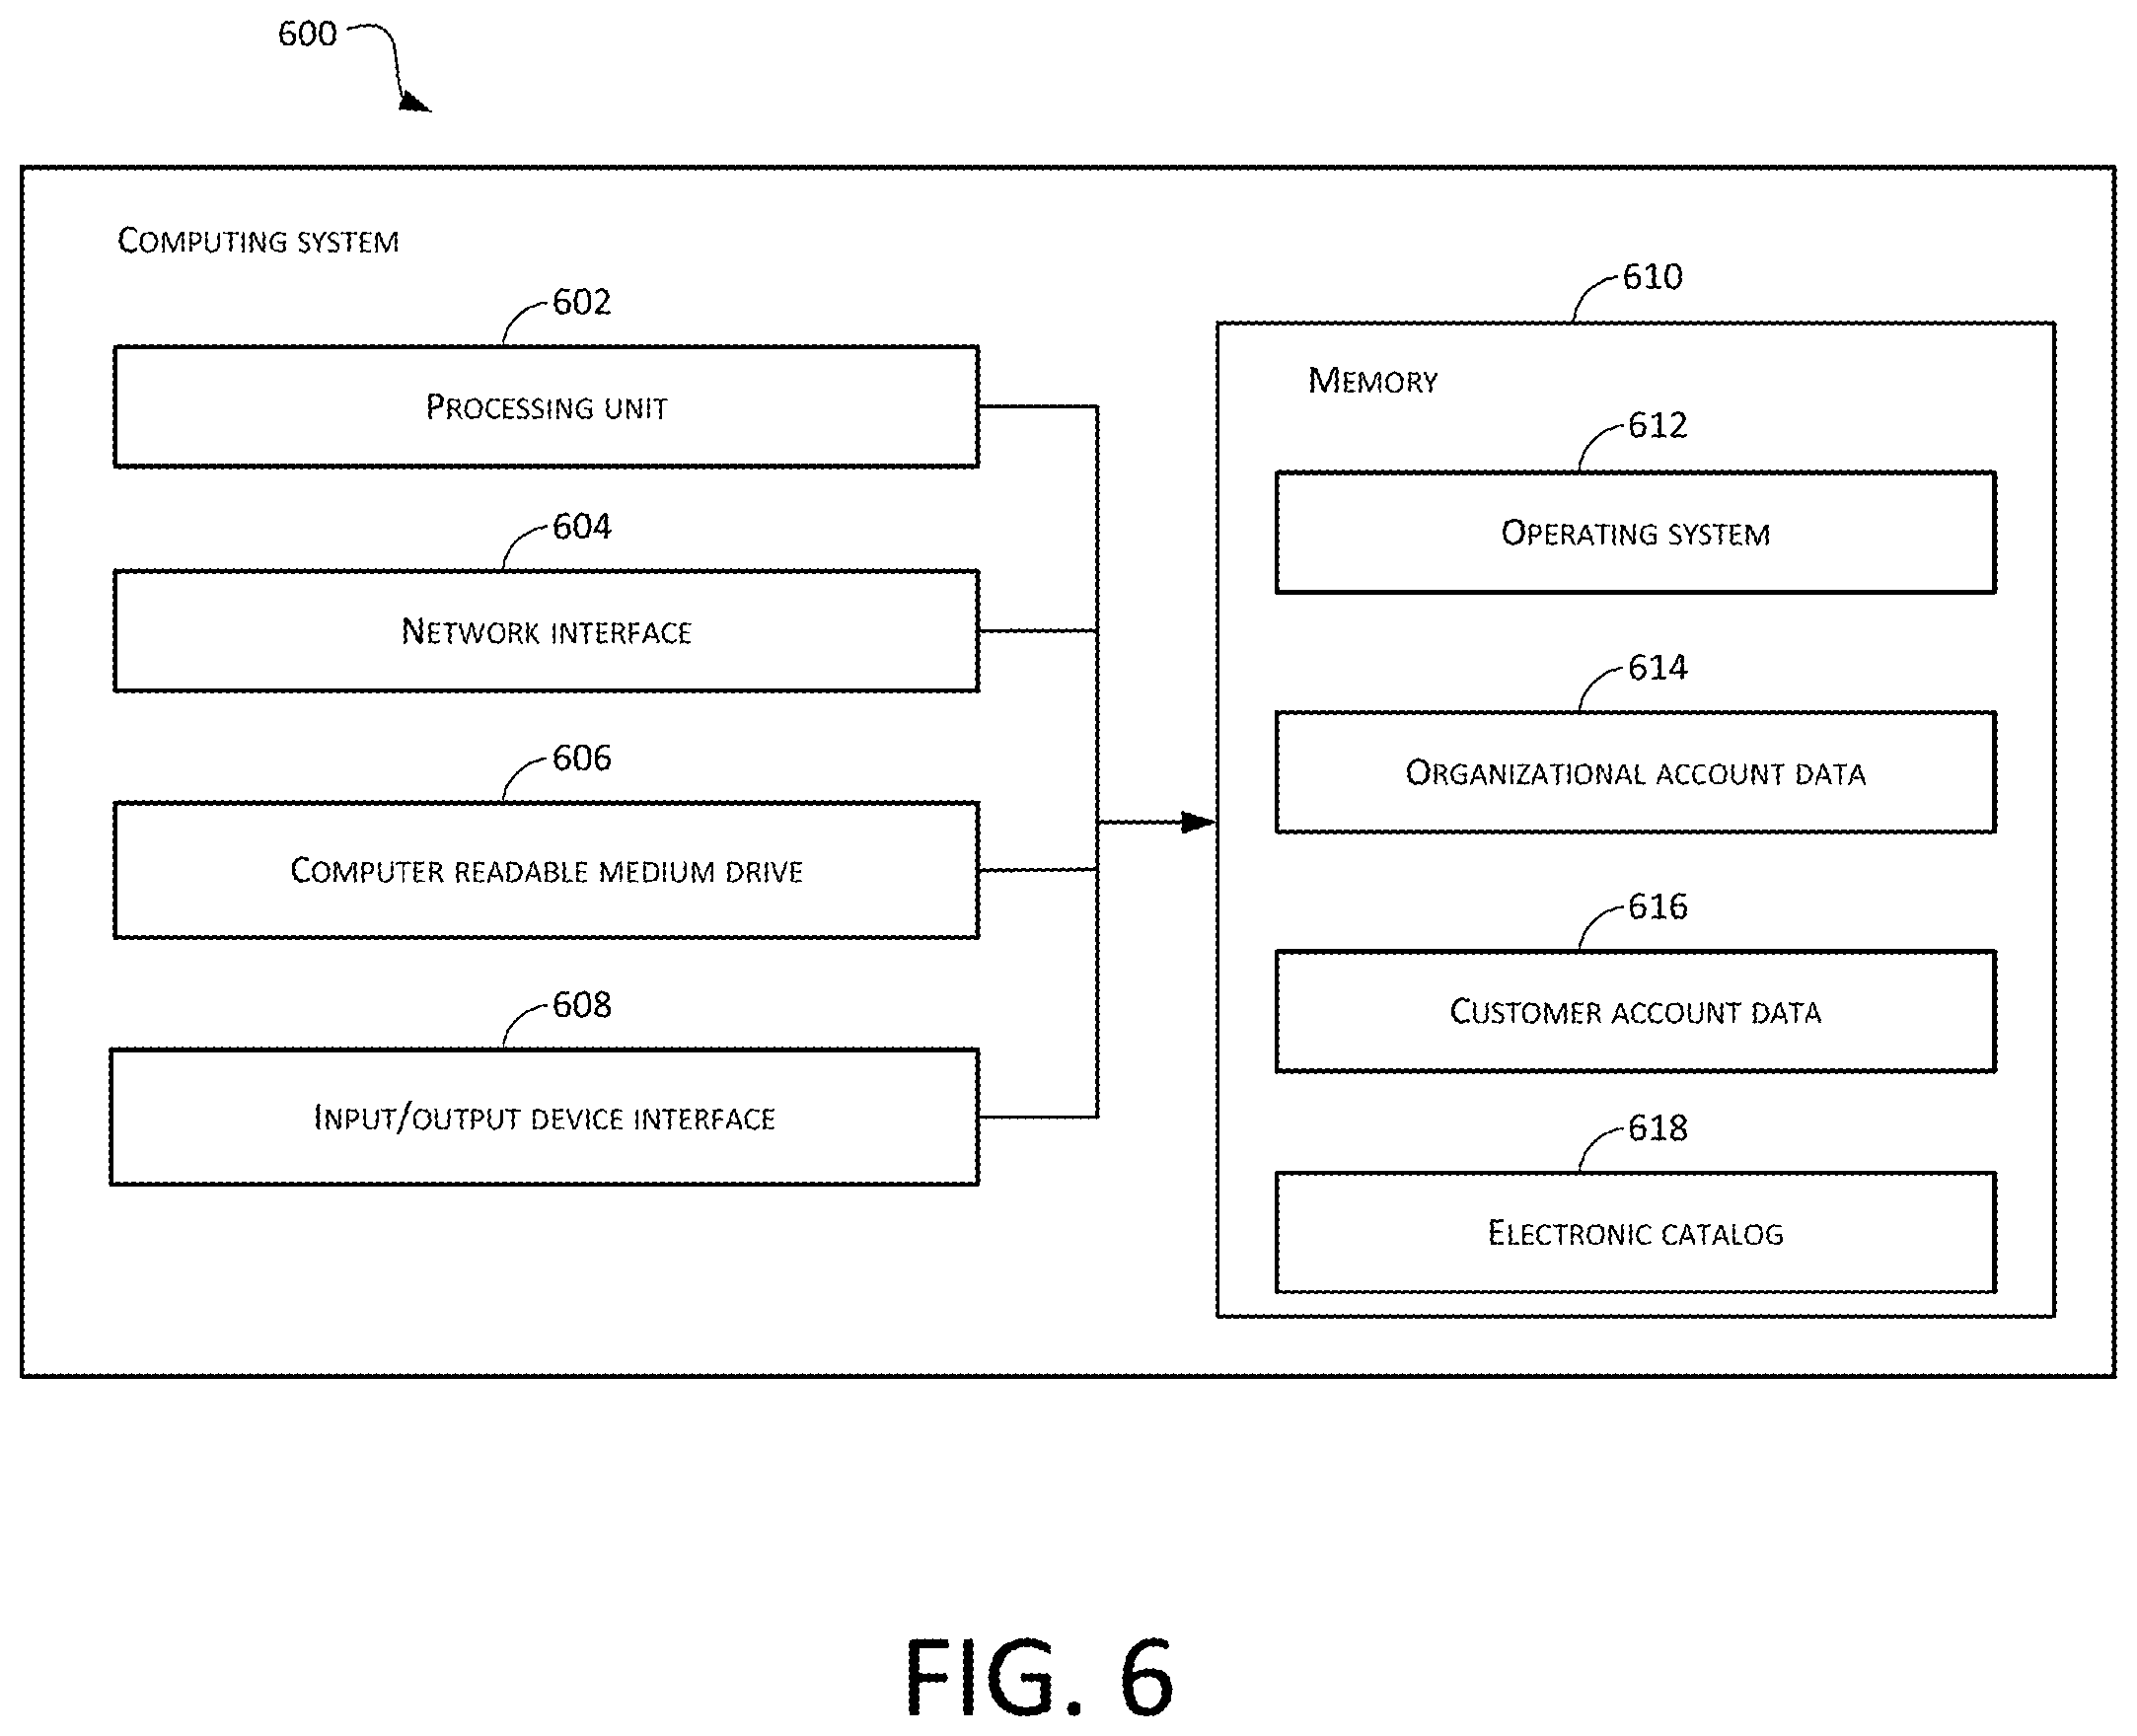 600
COMPUTING SYSTEM
602
PROCESSING UNIT
604
NETWORK INTERFACE
606
COMPUTER READABLE MEDIUM DRIVE
608
INPUT/OUTPUT DEVICE INTERFACE
610
MEMORY
612
OPERATING SYSTEM
614
ORGANIZATIONAL ACCOUNT DATA
616
CUSTOMER ACCOUNT DATA
618
ELECTRONIC CATALOG
FIG. 6